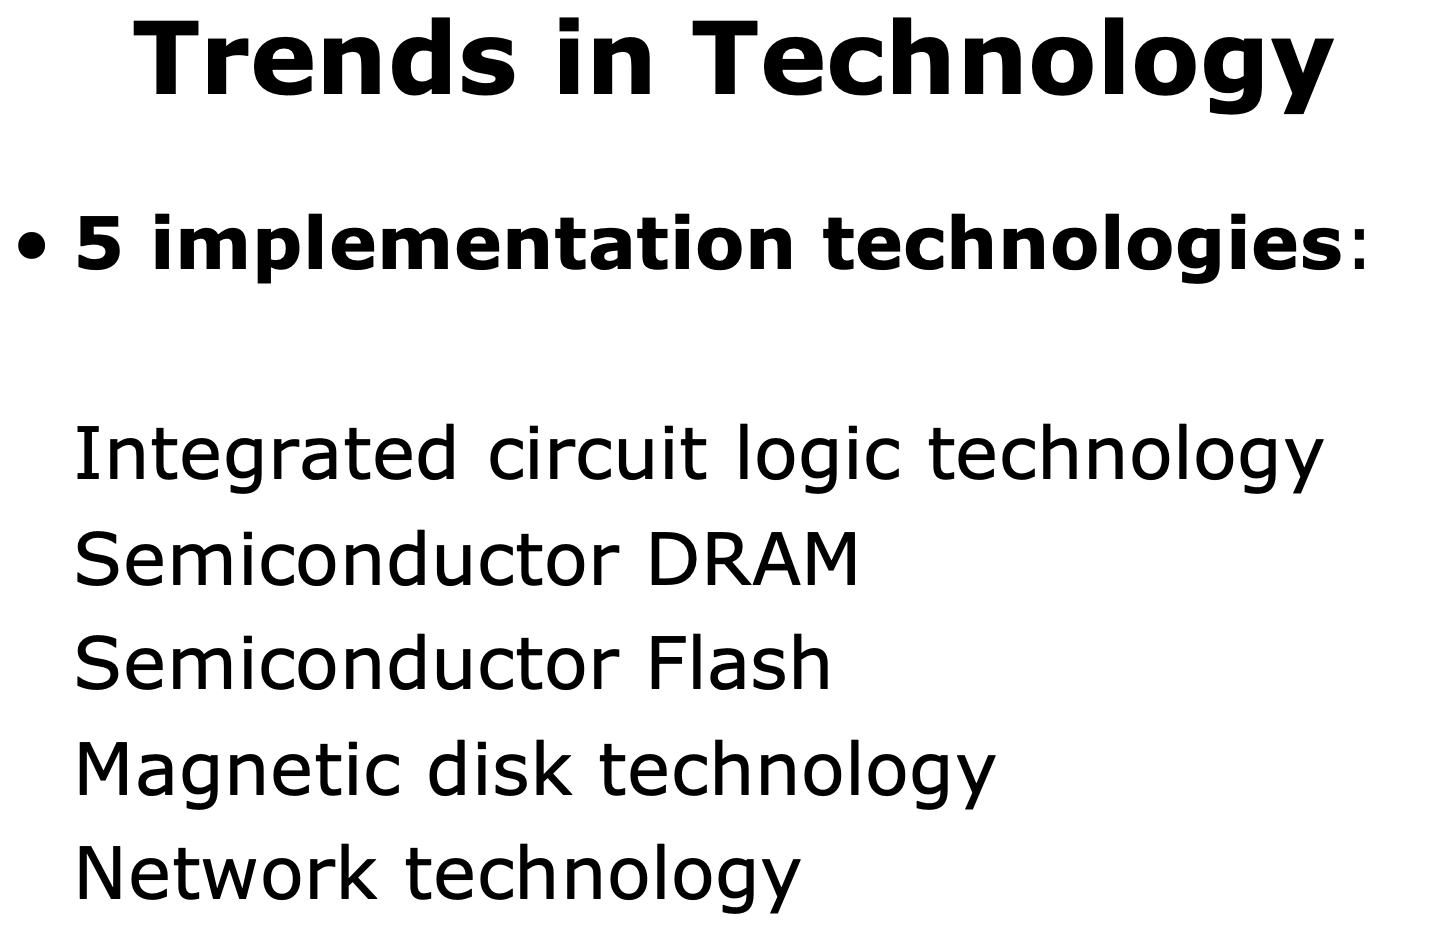 Trends in Technology
• 5 implementation technologies:
Integrated circuit logic technology
Semiconductor DRAM
Semiconductor Flash
Magnetic disk technology
Network technology